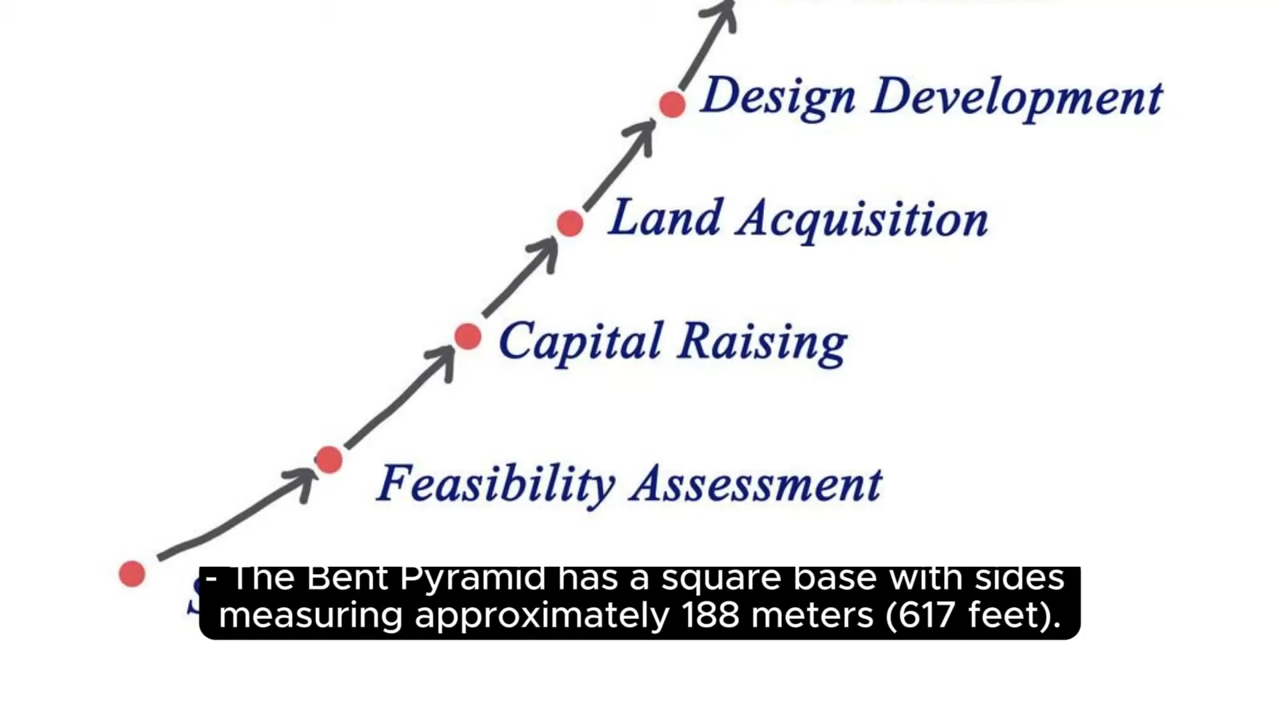 Design Development
Land Acquisition
Capital Raising
Feasibility Assessment
- The Bent Pyramid has a square base with sides
measuring approximately 188 meters (617 feet).